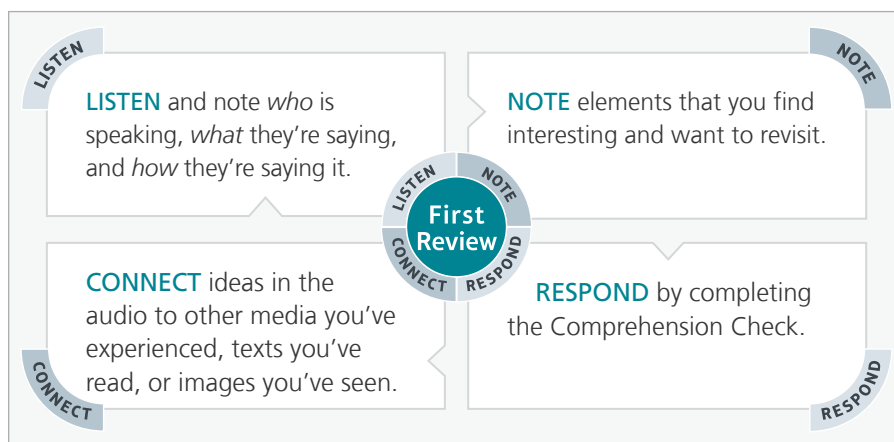 LISTEN
LISTEN and note who is
speaking, what they're saying,
and how they're saying it.
NOTE
NOTE elements that you find
interesting and want to revisit.
LISTEN
NOTE
First
Review
CONNECT
RESPOND
CONNECT ideas in the
audio to other media you've
experienced, texts you've
read, or images you've seen.
CONNECT
RESPOND by completing
the Comprehension Check.
RESPOND